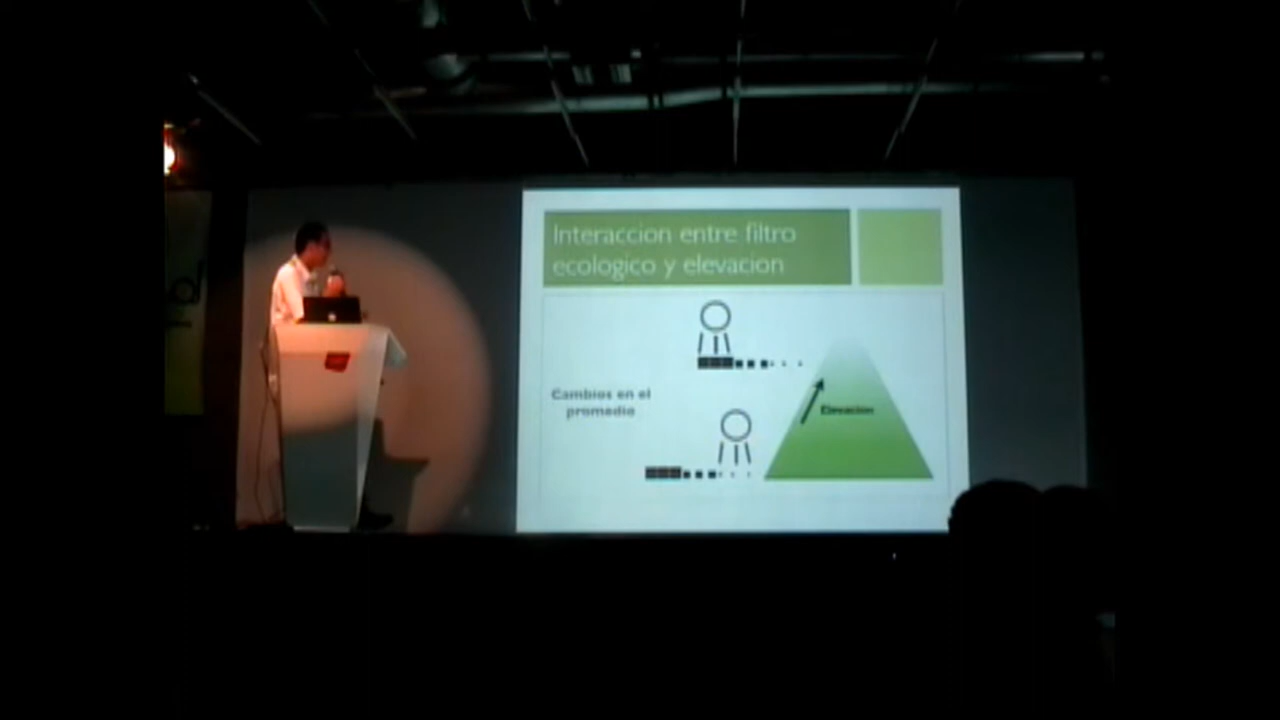 Interaccion entre filtro
ecologico y elevacion
Cambios en el
promedio
Elevacion